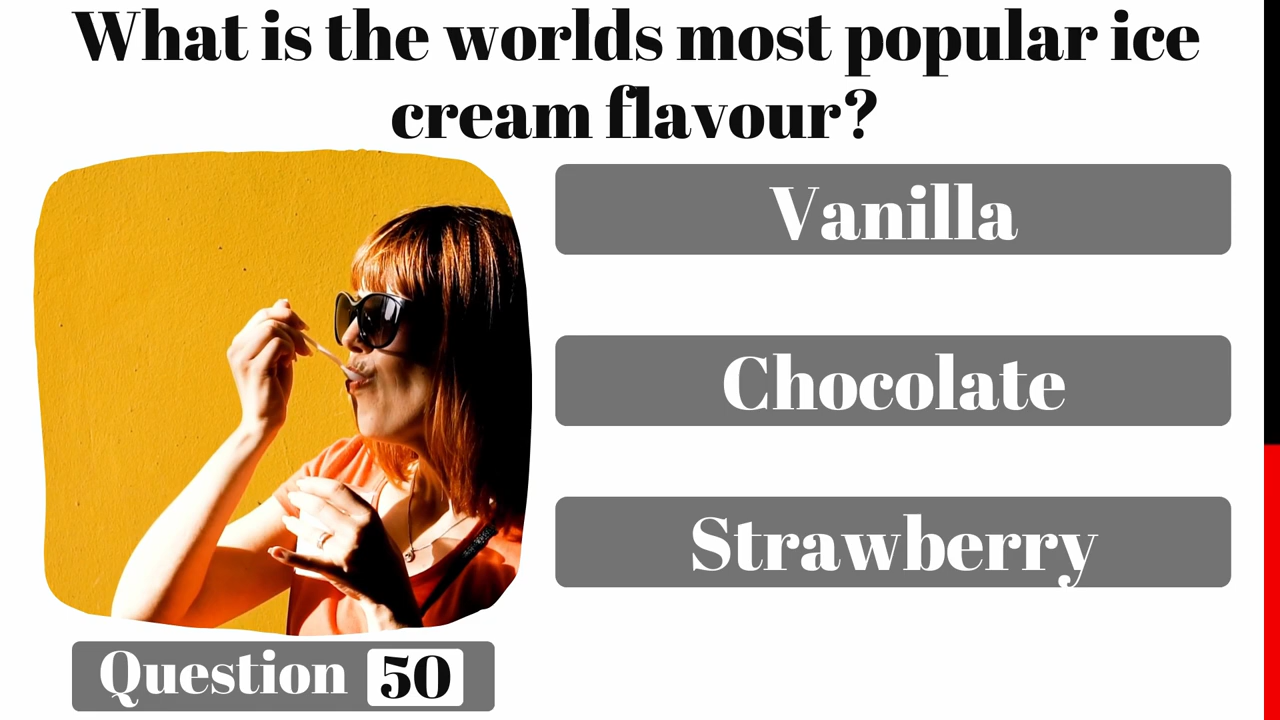 What is the worlds most popular ice
cream flavour?
Vanilla
Chocolate
Strawberry
Question 50